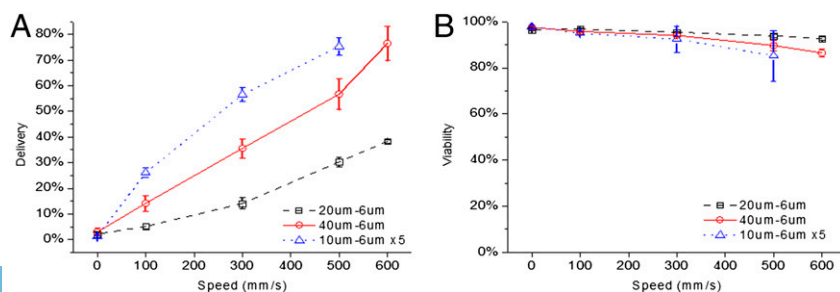 A
80%
70%
60%
50%
40%
30%
20%
10%
0%
Delivery
0 100 200 300 400 500 600
Speed (mm/s)
20um-6um
40um-6um
10um-6um x5
B
100%
80%
60%
40%
20%
0%
Viability
0 100 200 300 400 500 600
Speed (mm/s)
20um-6um
40um-6um
10um-6um x5